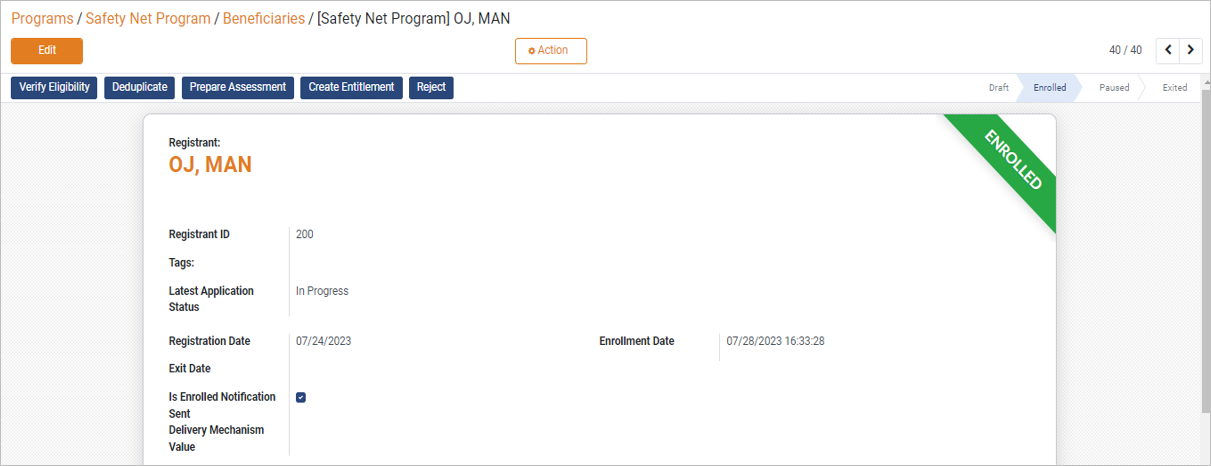 Programs / Safety Net Program / Beneficiaries / [Safety Net Program] OJ, MAN
Edit
Action
40 / 40
Verify Eligibility
Deduplicate
Prepare Assessment
Create Entitlement
Reject
Draft
Enrolled
Paused
Exited
ENROLLED
Registrant:
OJ, MAN
Registrant ID
200
Tags:
Latest Application
Status
In Progress
Registration Date
07/24/2023
Enrollment Date
07/28/2023 16:33:28
Exit Date
Is Enrolled Notification
Sent
Delivery Mechanism
Value